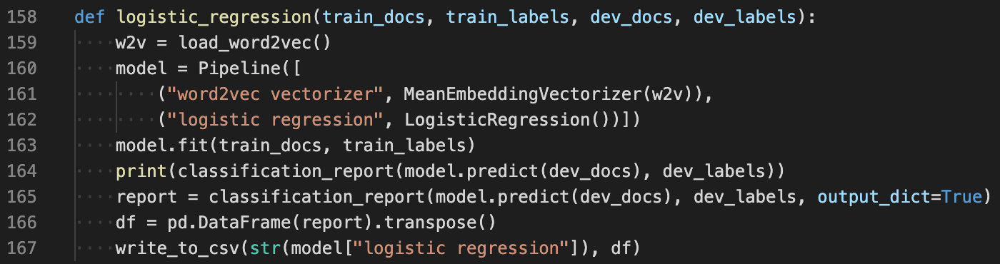 158 def logistic_regression(train_docs, train_labels, dev_docs, dev_labels):
159 ····w2v = load_word2vec()
160 ····model = Pipeline([
161 ········("word2vec vectorizer", MeanEmbeddingVectorizer(w2v)),
162 ········("logistic regression", LogisticRegression())])
163 ····model.fit(train_docs, train_labels)
164 ····print(classification_report(model.predict(dev_docs), dev_labels))
165 ····report = classification_report(model.predict(dev_docs), dev_labels, output_dict=True)
166 ····df = pd.DataFrame(report).transpose()
167 ····write_to_csv(str(model["logistic regression"]), df)